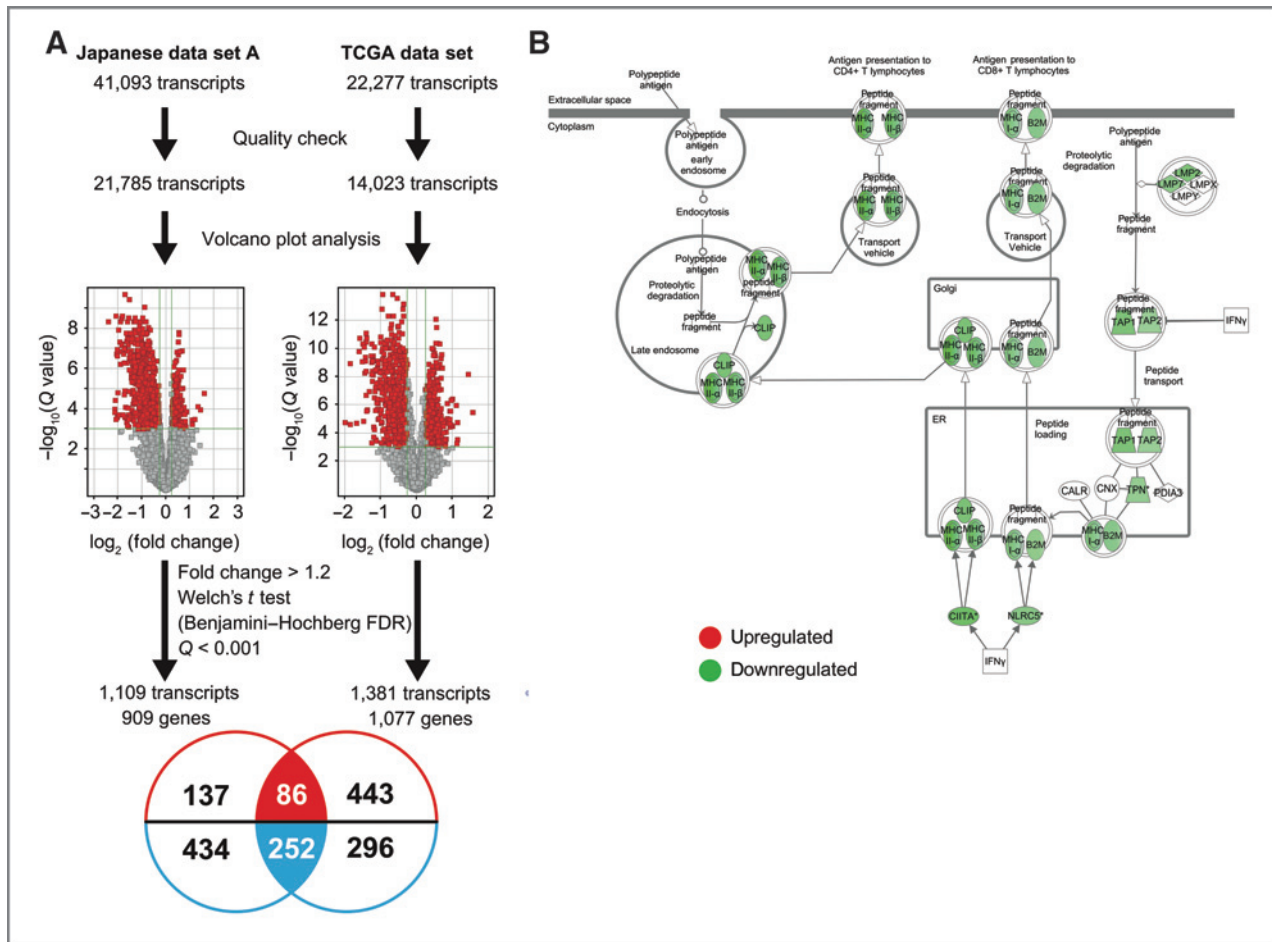 A
Japanese data set A
TCGA data set
41,093 transcripts
22,277 transcripts
Quality check
21,785 transcripts
14,023 transcripts
Volcano plot analysis
–log10(Q value)
8
6
4
2
−3 −2 −1 0 1 2 3
log2 (fold change)
–log10(Q value)
12
10
8
6
4
2
−2 −1 0 1 2
log2 (fold change)
Fold change > 1.2
Welch's t test
(Benjamini–Hochberg FDR)
Q < 0.001
1,109 transcripts
909 genes
1,381 transcripts
1,077 genes
137
86
443
434
252
296
B
Polypeptide
antigen
Antigen presentation to
CD4+ T lymphocytes
Antigen presentation to
CD8+ T lymphocytes
Extracellular space
Cytoplasm
Peptide fragment
MHC
II-α
MHC
II-β
Peptide fragment
MHC
I-α
B2M
Polypeptide
antigen
early
endosome
Endocytosis
Polypeptide
antigen
Proteolytic
degradation
peptide
fragment
Late endosome
MHC
II-α
MHC
II-β
peptide
fragment
CLIP
CLIP
MHC
II-α
MHC
II-β
Peptide
fragment
MHC
II-α
MHC
II-β
Transport
vehicle
Peptide
fragment
MHC
I-α
B2M
Transport
Vehicle
Polypeptide
antigen
Proteolytic
degradation
LMP2
LMP7
LMPX
LMPY
Peptide
fragment
Peptide
fragment
TAP1
TAP2
IFNγ
Peptide
transport
Golgi
CLIP
MHC
II-α
MHC
II-β
Peptide
fragment
MHC
I-α
B2M
ER
Peptide
loading
Peptide
fragment
TAP1
TAP2
CALR
CNX
TPN*
PDIA3
CLIP
MHC
II-α
MHC
II-β
Peptide
fragment
MHC
I-α
B2M
MHC
I-α
B2M
CIITA*
NLRC5*
IFNγ
Upregulated
Downregulated